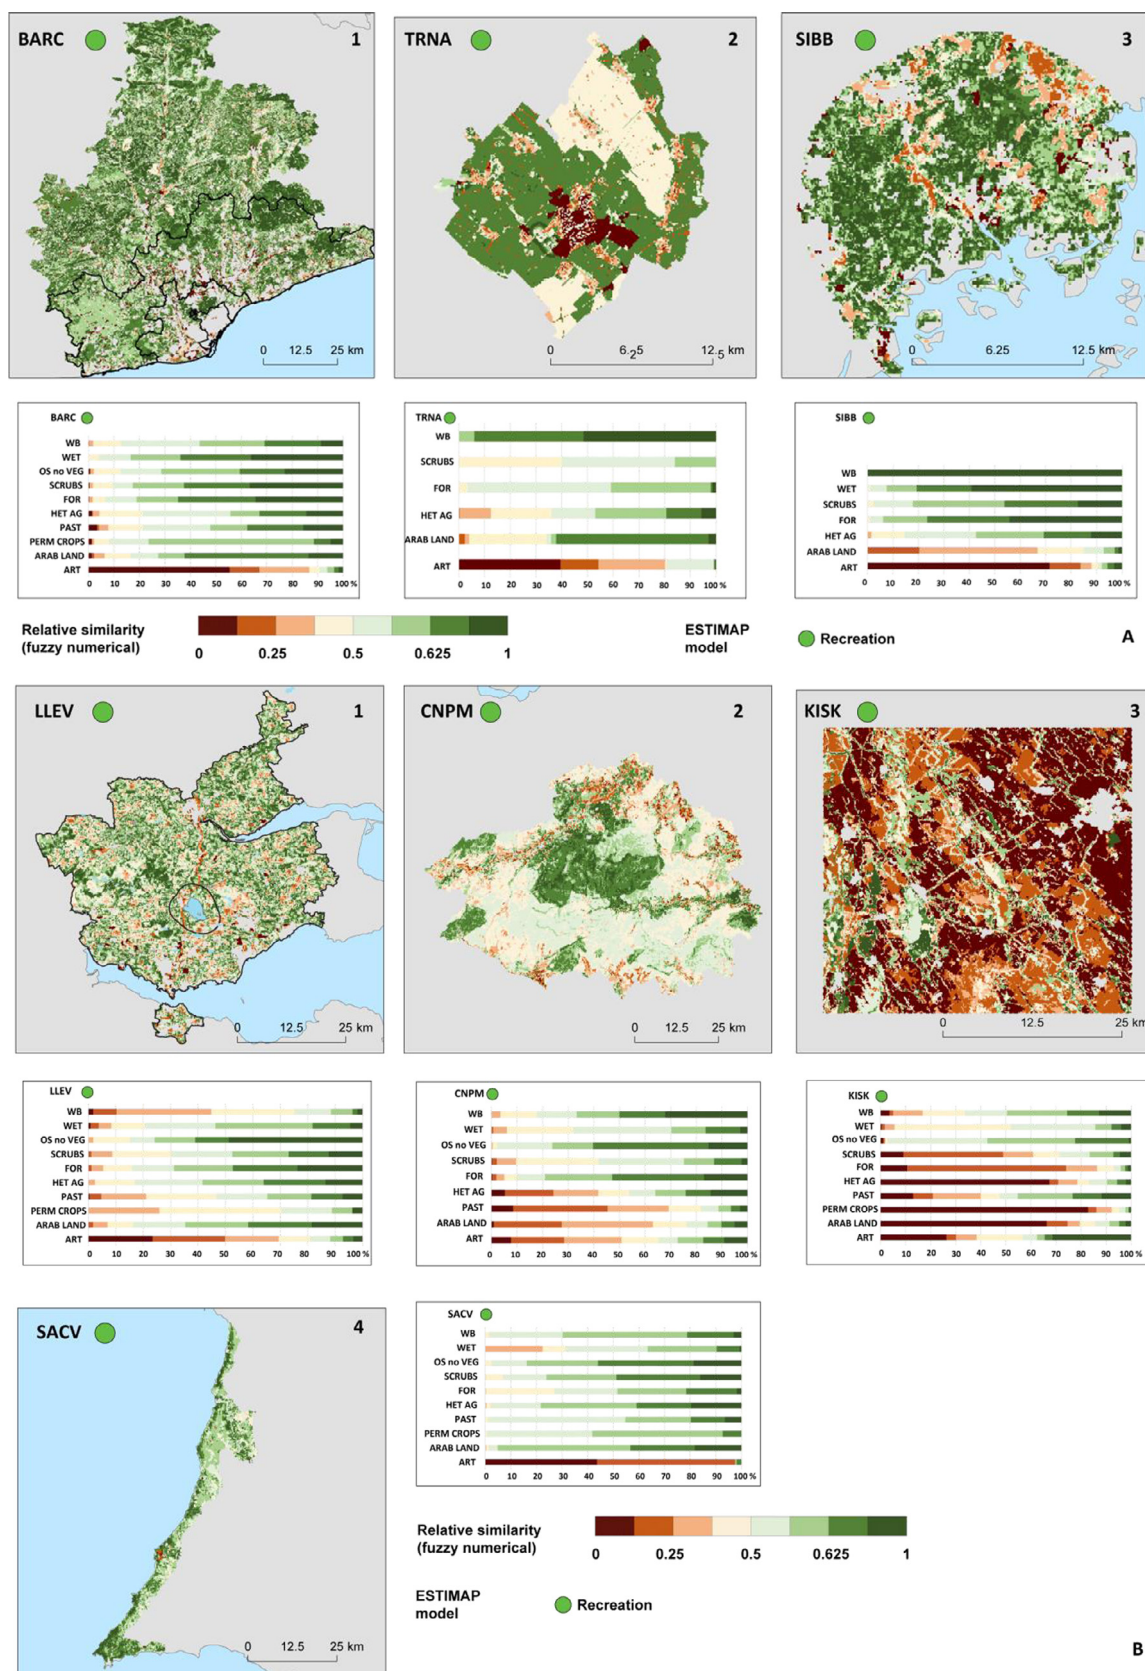 BARC 1
TRNA 2
SIBB 3
0 12.5 25 km
0 6.25 12.5 km
0 6.25 12.5 km
BARC
WB
WET
OS no VEG
SCRUBS
FOR
HET AG
PAST
PERM CROPS
ARAB LAND
ART
0 10 20 30 40 50 60 70 80 90 100 %
TRNA
WB
SCRUBS
FOR
HET AG
ARAB LAND
ART
0 10 20 30 40 50 60 70 80 90 100 %
SIBB
WB
WET
SCRUBS
FOR
HET AG
ARAB LAND
ART
0 10 20 30 40 50 60 70 80 90 100 %
Relative similarity
(fuzzy numerical)
0 0.25 0.5 0.625 1
ESTIMAP
model
Recreation
A
LLEV 1
CNPM 2
KISK 3
0 12.5 25 km
0 12.5 25 km
0 12.5 25 km
LLEV
WB
WET
OS no VEG
SCRUBS
FOR
HET AG
PAST
PERM CROPS
ARAB LAND
ART
0 10 20 30 40 50 60 70 80 90 100 %
CNPM
WB
WET
OS no VEG
SCRUBS
FOR
HET AG
PAST
ARAB LAND
ART
0 10 20 30 40 50 60 70 80 90 100 %
KISK
WB
WET
OS no VEG
SCRUBS
FOR
HET AG
PAST
PERM CROPS
ARAB LAND
ART
0 10 20 30 40 50 60 70 80 90 100 %
SACV 4
0 12.5 25 km
SACV
WB
WET
OS no VEG
SCRUBS
FOR
HET AG
PAST
PERM CROPS
ARAB LAND
ART
0 10 20 30 40 50 60 70 80 90 100 %
Relative similarity
(fuzzy numerical)
0 0.25 0.5 0.625 1
ESTIMAP
model
Recreation
B